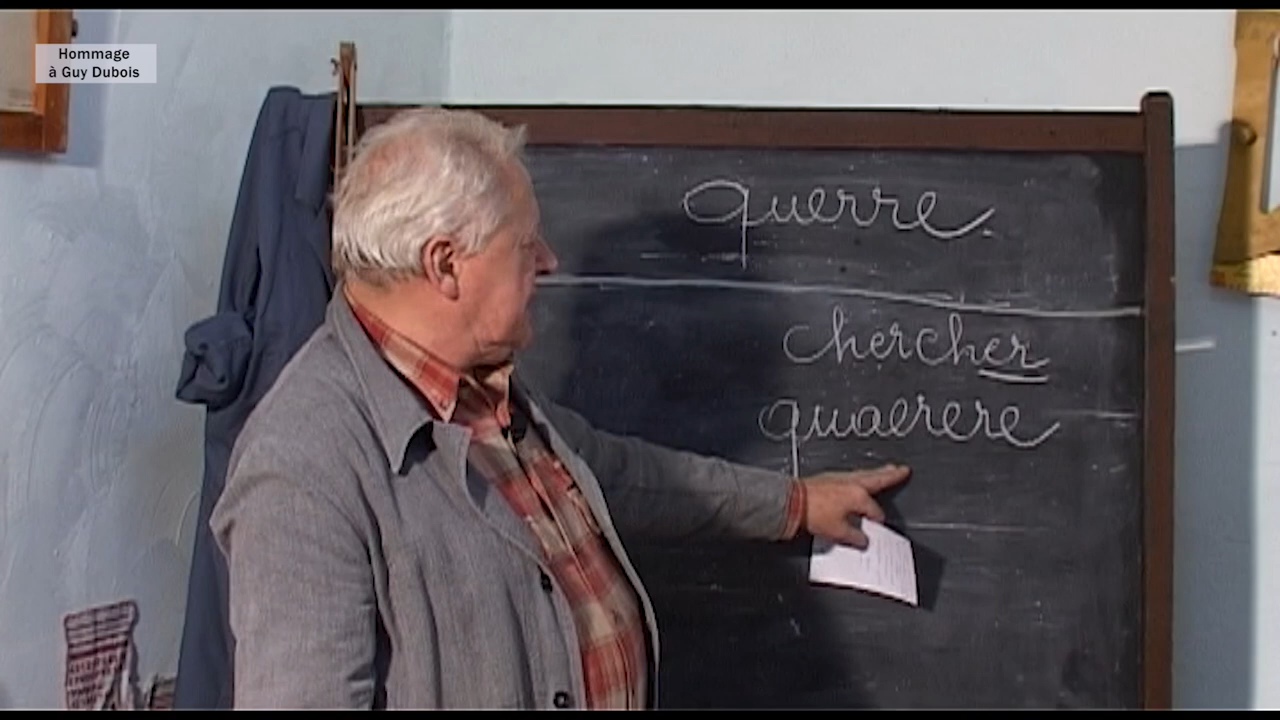 Hommage
à Guy Dubois
querre.
chercher
quaerere